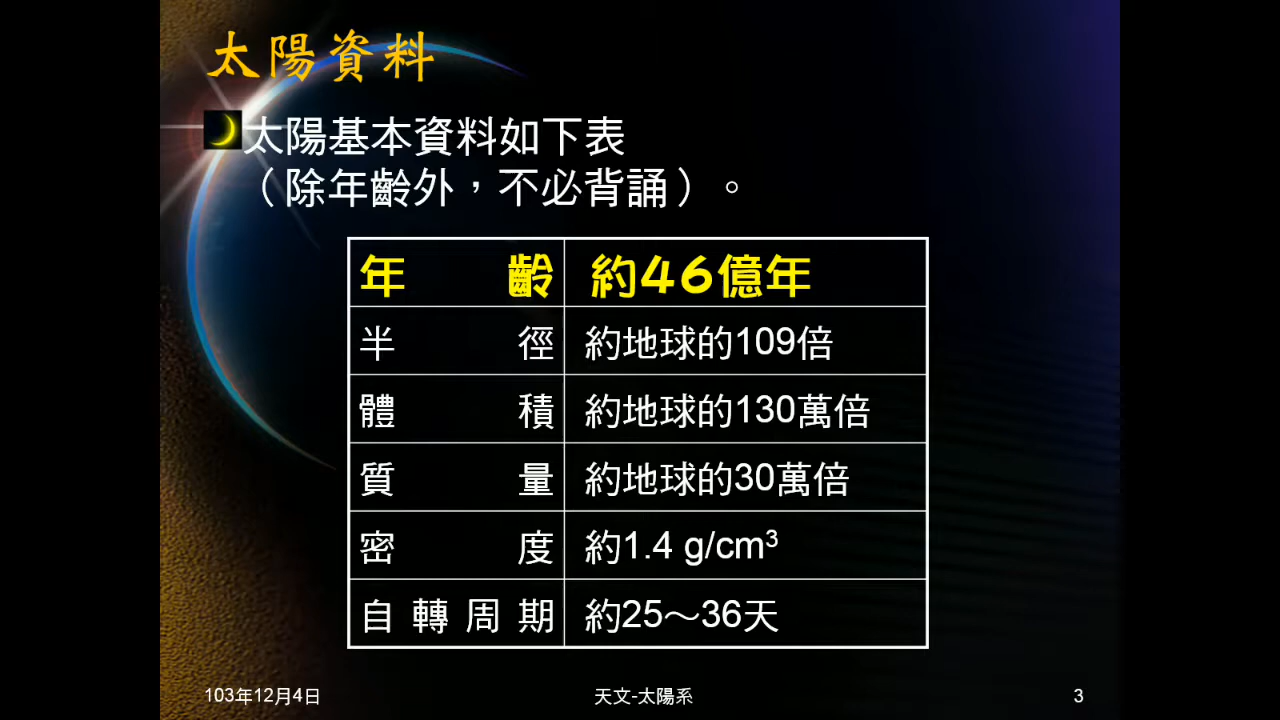 太陽資料
太陽基本資料如下表
（除年齡外，不必背誦）。
年齡 約46億年
半徑 約地球的109倍
體積 約地球的130萬倍
質量 約地球的30萬倍
密度 約1.4 g/cm³
自轉周期 約25～36天
103年12月4日 天文-太陽系 3